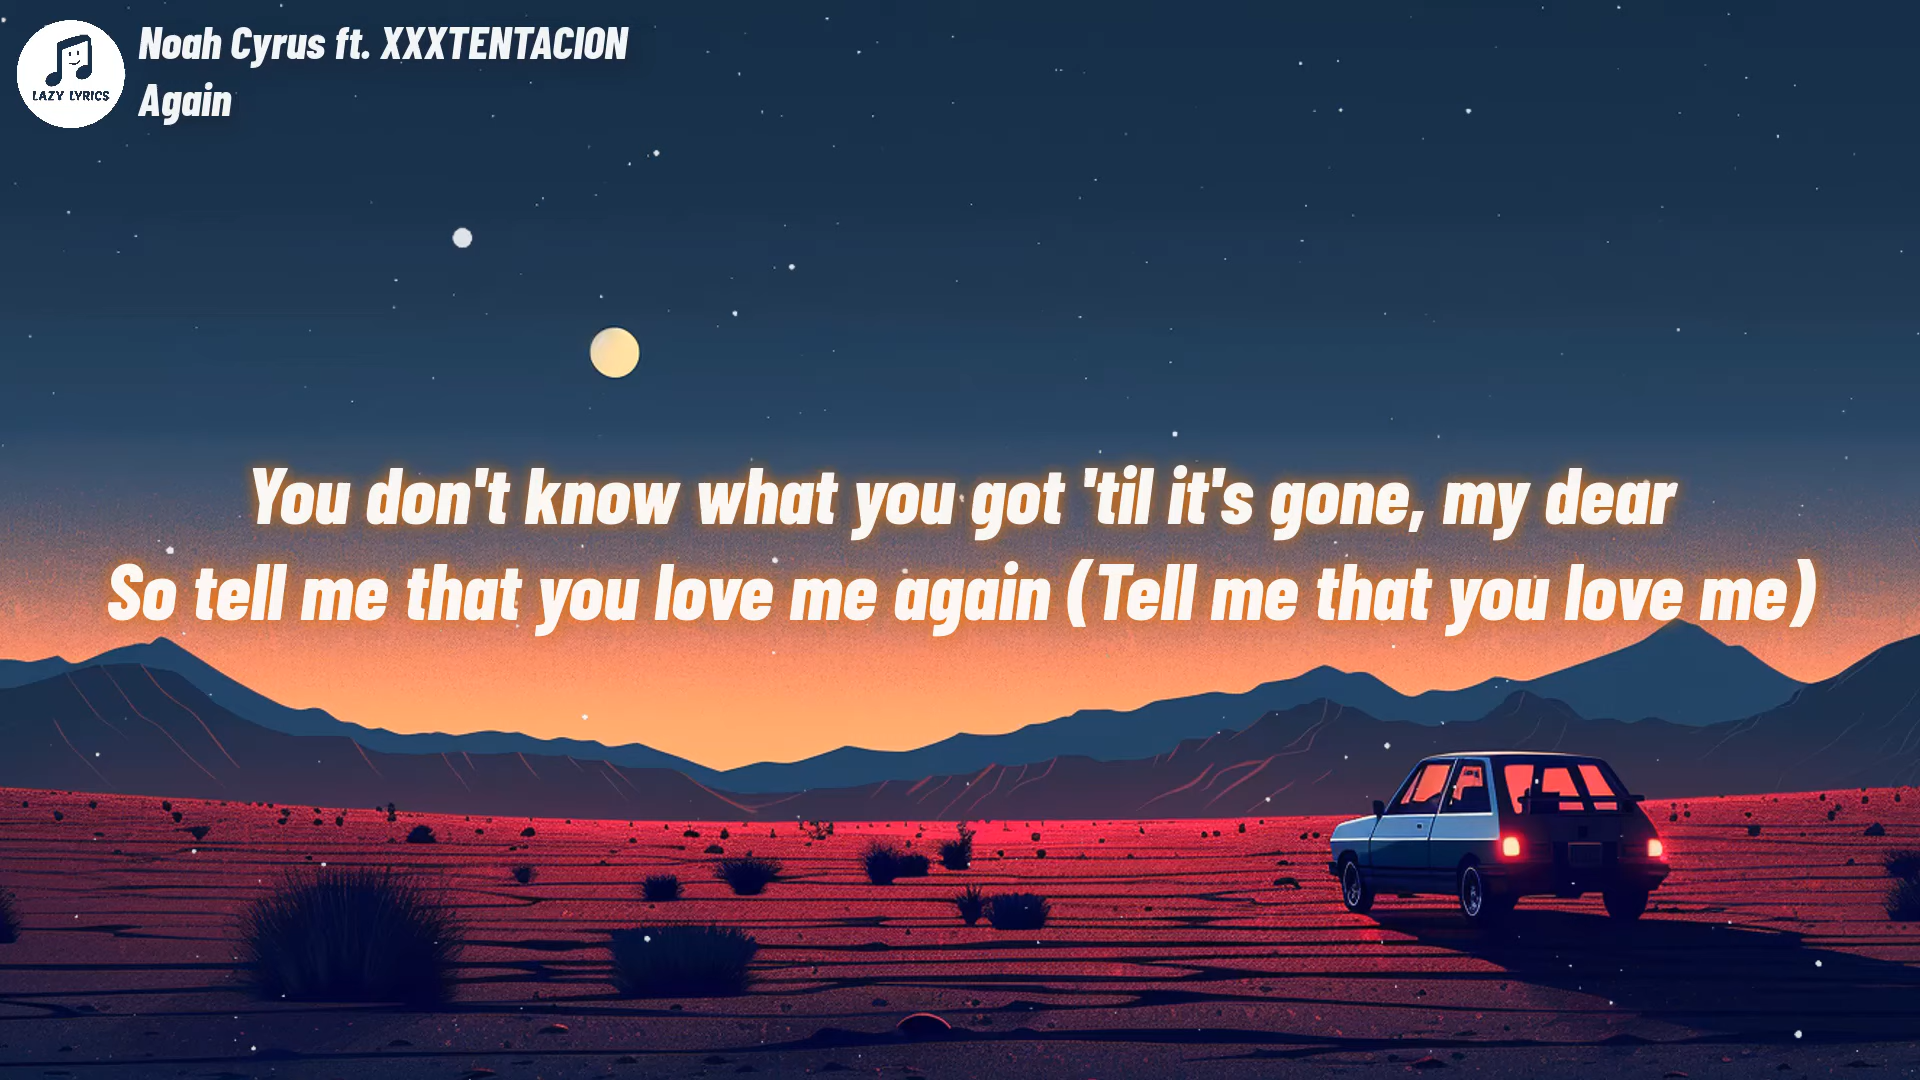 Noah Cyrus ft. XXXTENTACION
Again
LAZY LYRICS
You don't know what you got 'til it's gone, my dear
So tell me that you love me again (Tell me that you love me)